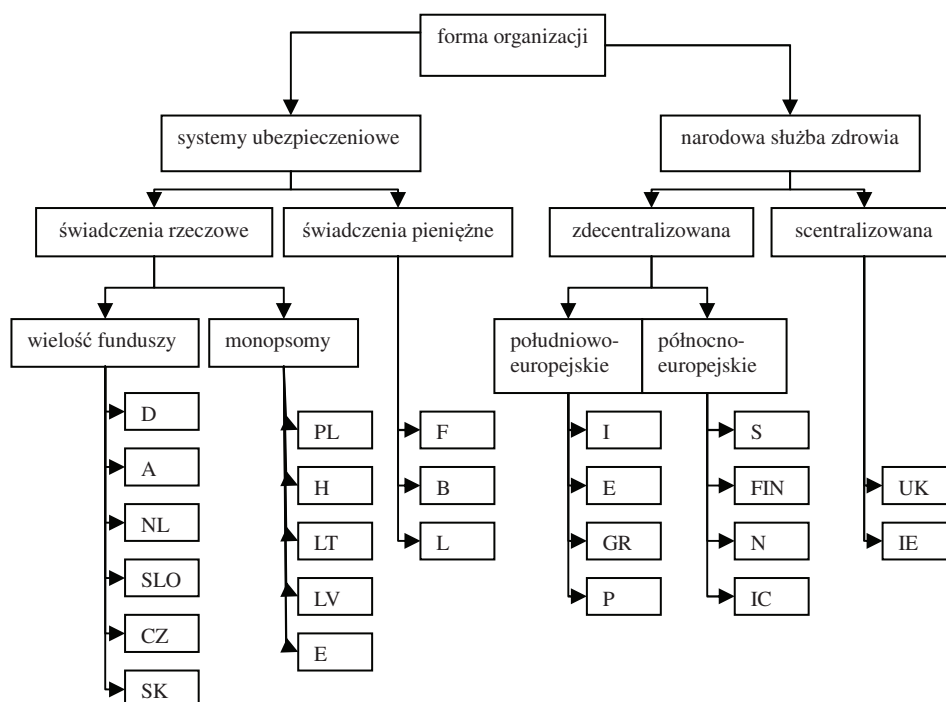 forma organizacji
systemy ubezpieczeniowe
narodowa służba zdrowia
świadczenia rzeczowe
świadczenia pieniężne
zdecentralizowana
scentralizowana
wielość funduszy
monopsomy
południowo-
europejskie
północno-
europejskie
D
A
NL
SLO
CZ
SK
PL
H
LT
LV
E
F
B
L
I
E
GR
P
S
FIN
N
IC
UK
IE